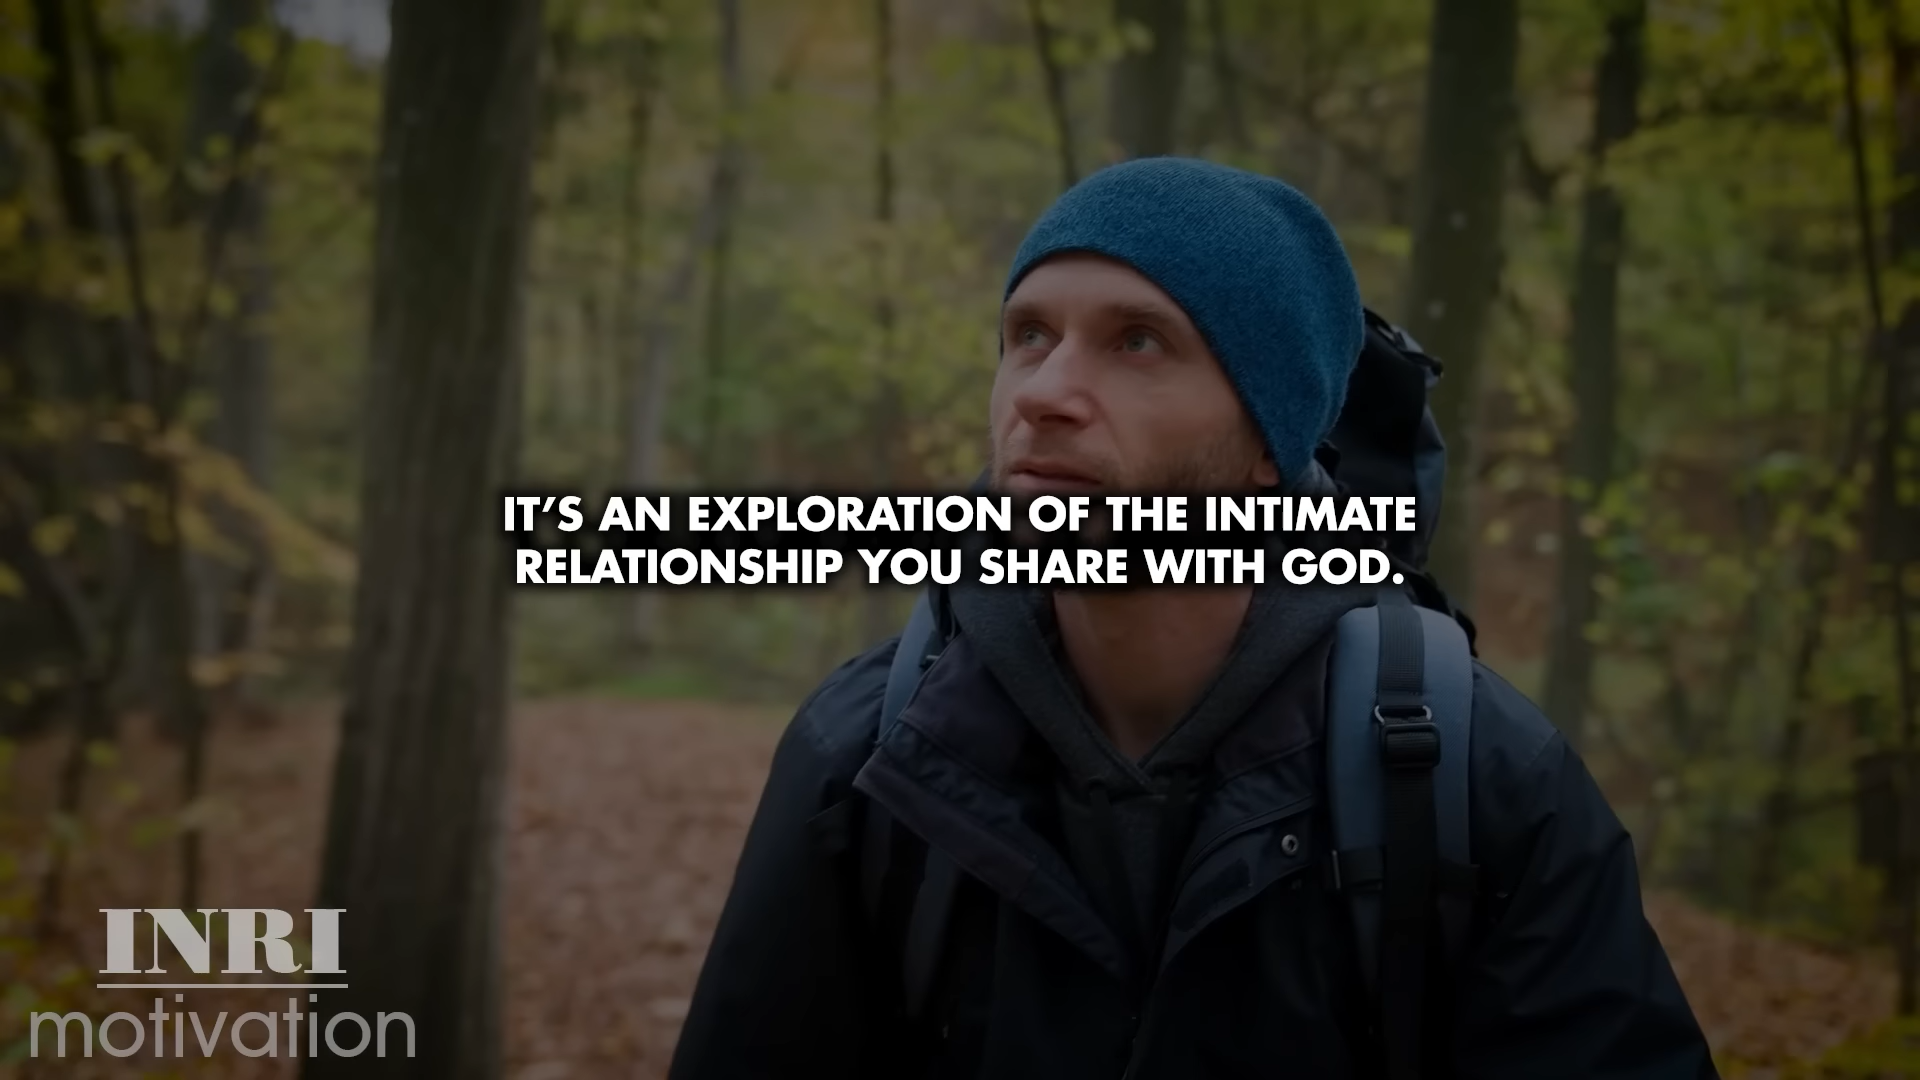 IT’S AN EXPLORATION OF THE INTIMATE
RELATIONSHIP YOU SHARE WITH GOD.
INRI
motivation